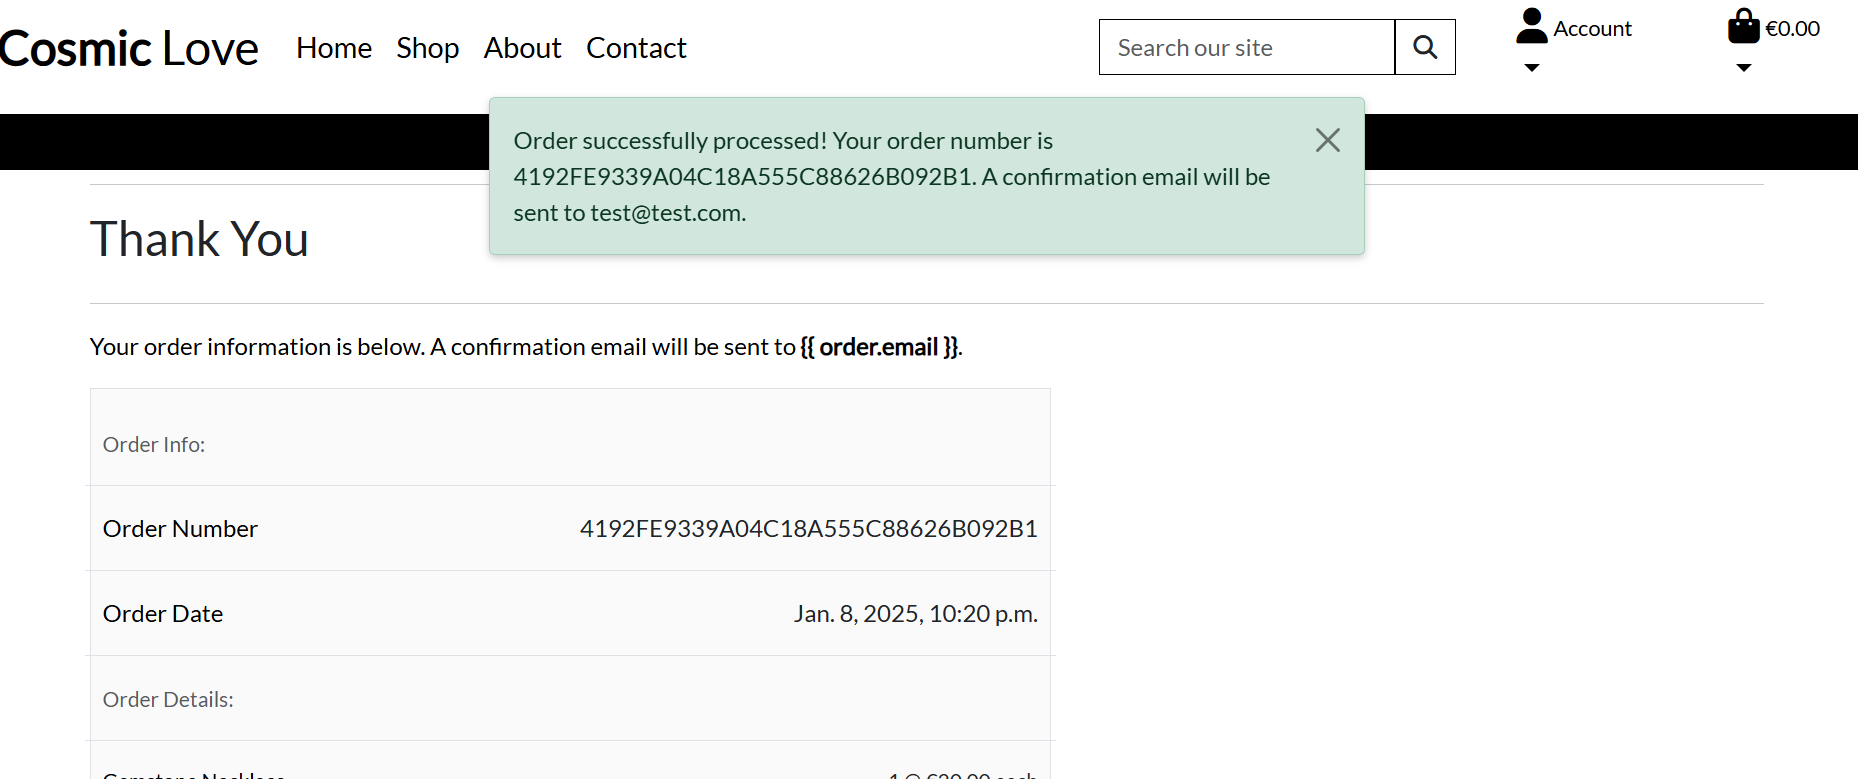 Cosmic Love Home Shop About Contact Search our site Account €0.00
Order successfully processed! Your order number is
4192FE9339A04C18A555C88626B092B1. A confirmation email will be
sent to test@test.com.
Thank You
Your order information is below. A confirmation email will be sent to {{ order.email }}.
Order Info:
Order Number 4192FE9339A04C18A555C88626B092B1
Order Date Jan. 8, 2025, 10:20 p.m.
Order Details:
Gemstone Necklace